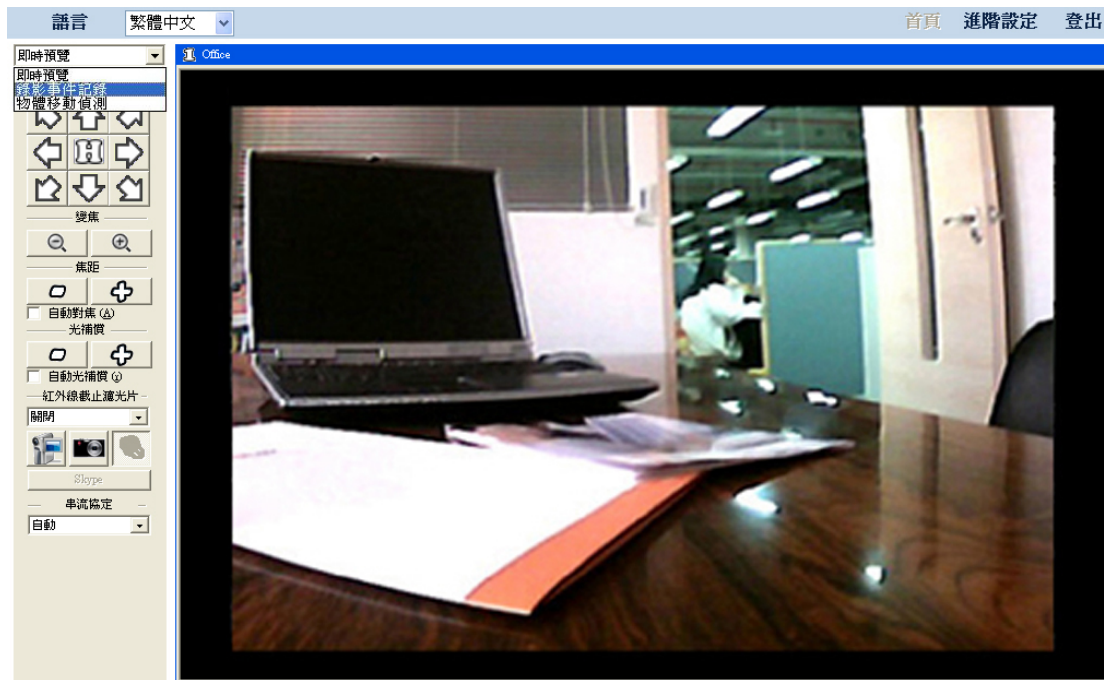 語言 繁體中文 首頁 進階設定 登出
即時預覽 Office
即時預覽
錄影事件記錄
物體移動偵測
變焦
焦距
自動對焦 (A)
光補償
自動光補償 (y)
紅外線截止濾光片
關閉
Skype
串流協定
自動